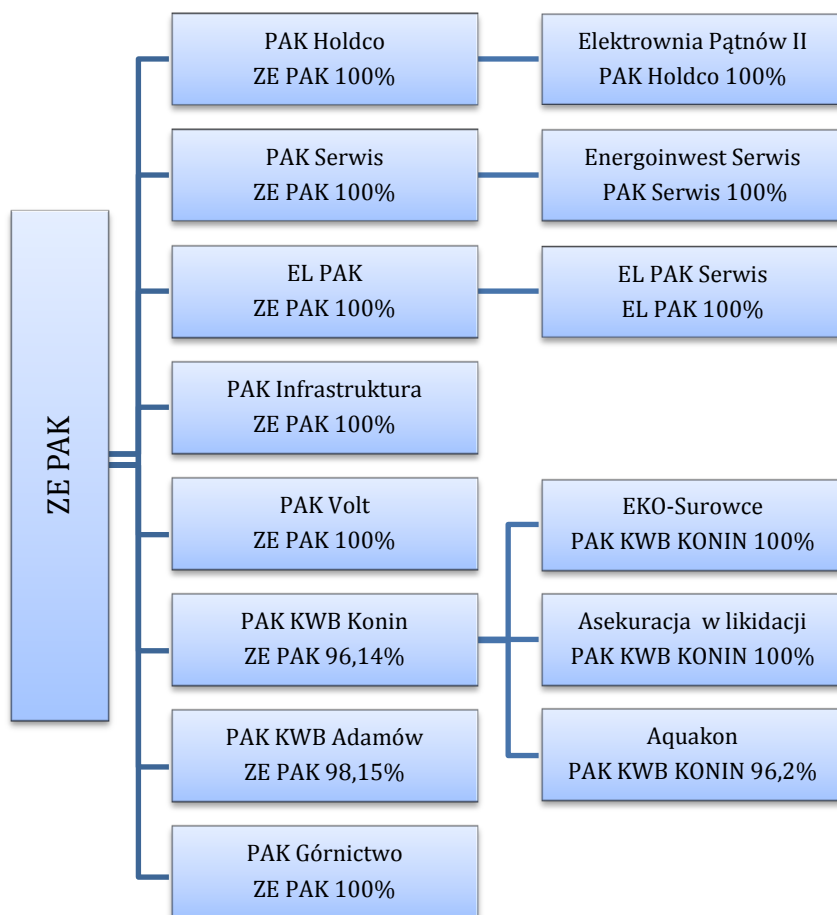 ZE PAK
PAK Holdco
ZE PAK 100%
Elektrownia Pątnów II
PAK Holdco 100%
PAK Serwis
ZE PAK 100%
Energoinwest Serwis
PAK Serwis 100%
EL PAK
ZE PAK 100%
EL PAK Serwis
EL PAK 100%
PAK Infrastruktura
ZE PAK 100%
PAK Volt
ZE PAK 100%
PAK KWB Konin
ZE PAK 96,14%
EKO-Surowce
PAK KWB KONIN 100%
Asekuracja w likidacji
PAK KWB KONIN 100%
Aquakon
PAK KWB KONIN 96,2%
PAK KWB Adamów
ZE PAK 98,15%
PAK Górnictwo
ZE PAK 100%